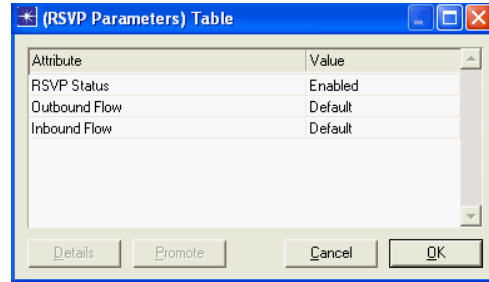 (RSVP Parameters) Table
Attribute Value
RSVP Status Enabled
Outbound Flow Default
Inbound Flow Default
Details Promote Cancel OK